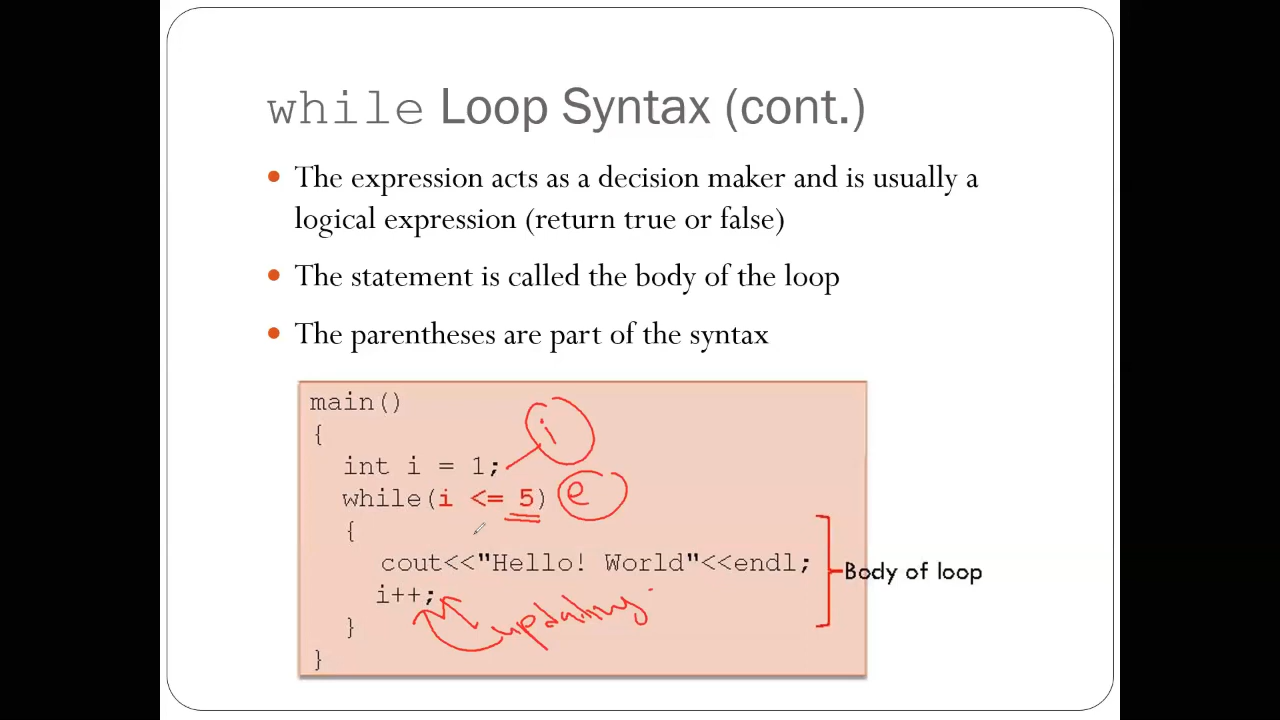 while Loop Syntax (cont.)
• The expression acts as a decision maker and is usually a
logical expression (return true or false)
• The statement is called the body of the loop
• The parentheses are part of the syntax
main()
{
i
int i = 1;
while(i <= 5)
e
{
cout<<"Hello! World"<<endl;
Body of loop
i++;
updating
}
}